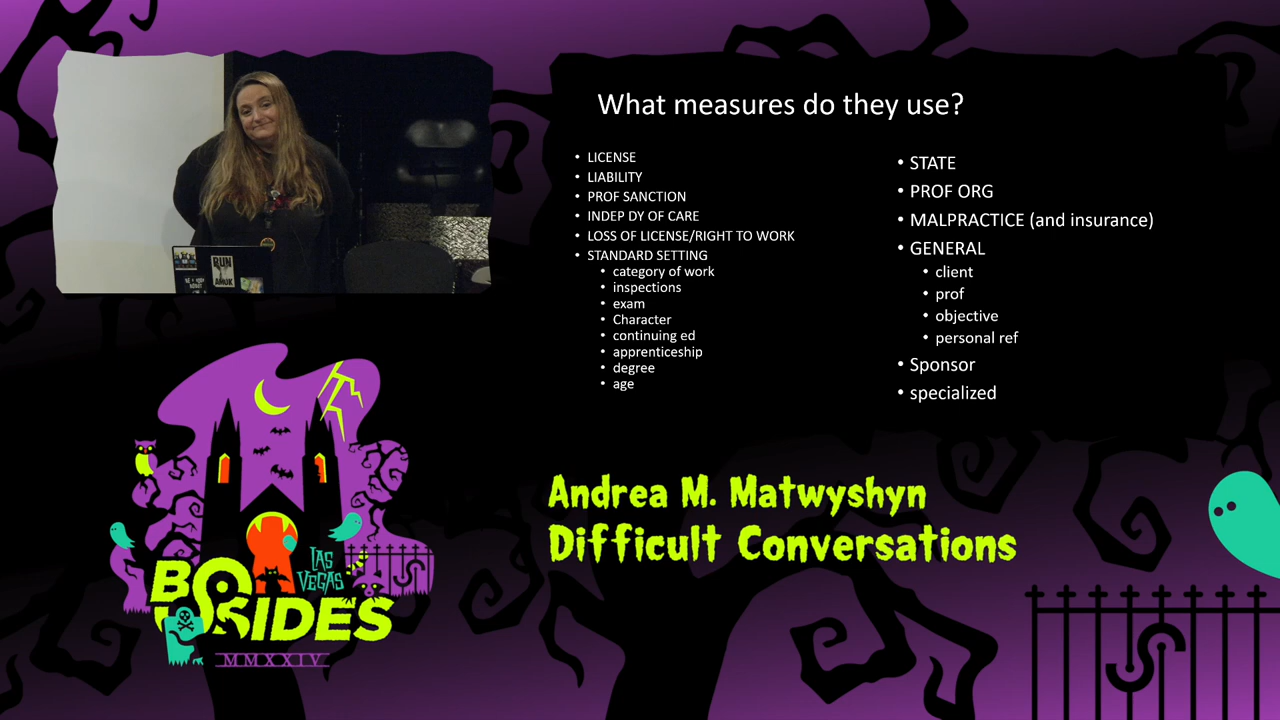 What measures do they use?
• LICENSE
• LIABILITY
• PROF SANCTION
• INDEP DY OF CARE
• LOSS OF LICENSE/RIGHT TO WORK
• STANDARD SETTING
• category of work
• inspections
• exam
• Character
• continuing ed
• apprenticeship
• degree
• age
• STATE
• PROF ORG
• MALPRACTICE (and insurance)
• GENERAL
• client
• prof
• objective
• personal ref
• Sponsor
• specialized
RUN
Andrea M. Matwyshyn
Difficult Conversations
LAS
VEGAS
BSIDES
MMXXIV